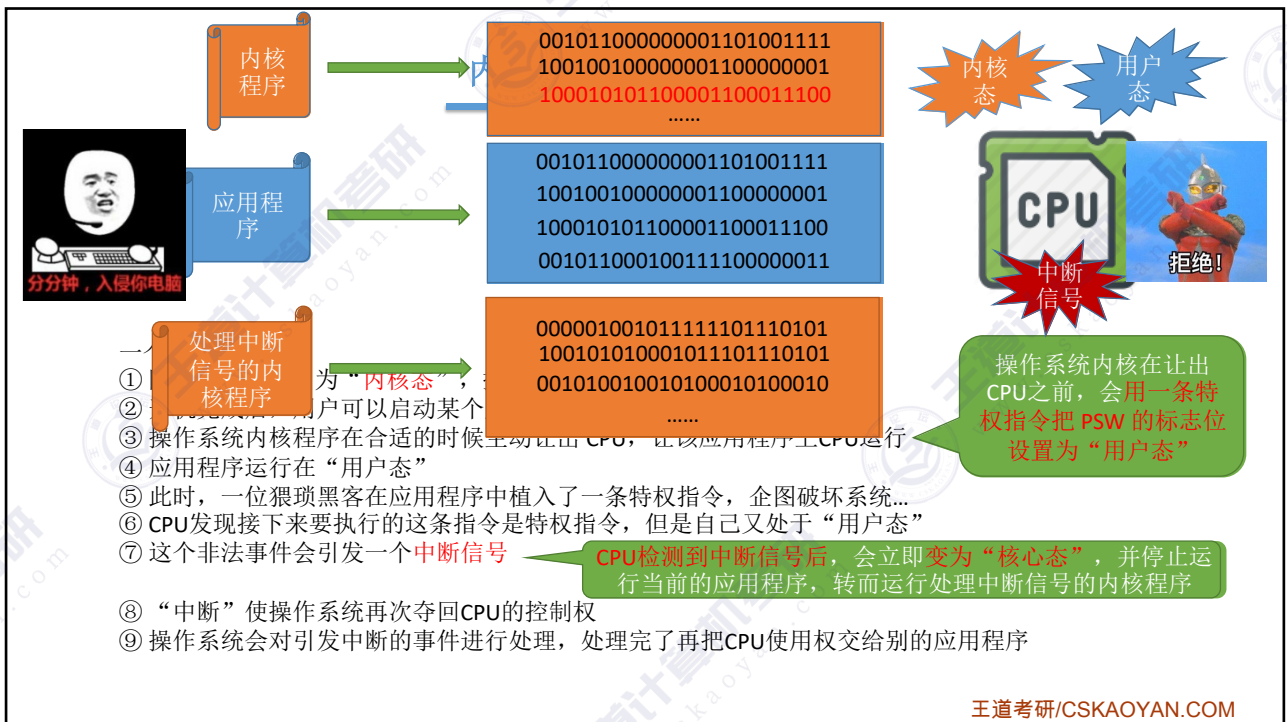 内核
程序
001011000000001101001111
100100100000001100000001
100010101100001100011100
......
内核
态
用户
态
应用程
序
001011000000001101001111
100100100000001100000001
100010101100001100011100
001011000100111100000011
分分钟，入侵你电脑
CPU
拒绝！
中断
信号
处理中断
信号的内
核程序
000001001011111101110101
100101010001011101110101
001010010010100010100010
......
操作系统内核在让出
CPU之前，会用一条特
权指令把 PSW 的标志位
设置为“用户态”
① 为“内核态”，
② 用户可以启动某个
③ 操作系统内核程序在合适的时候主动让出 CPU，让该应用程序上CPU运行
④ 应用程序运行在“用户态”
⑤ 此时，一位猥琐黑客在应用程序中植入了一条特权指令，企图破坏系统…
⑥ CPU发现接下来要执行的这条指令是特权指令，但是自己又处于“用户态”
⑦ 这个非法事件会引发一个中断信号
CPU检测到中断信号后，会立即变为“核心态”，并停止运
行当前的应用程序，转而运行处理中断信号的内核程序
⑧ “中断”使操作系统再次夺回CPU的控制权
⑨ 操作系统会对引发中断的事件进行处理，处理完了再把CPU使用权交给别的应用程序
王道考研/CSKAOYAN.COM